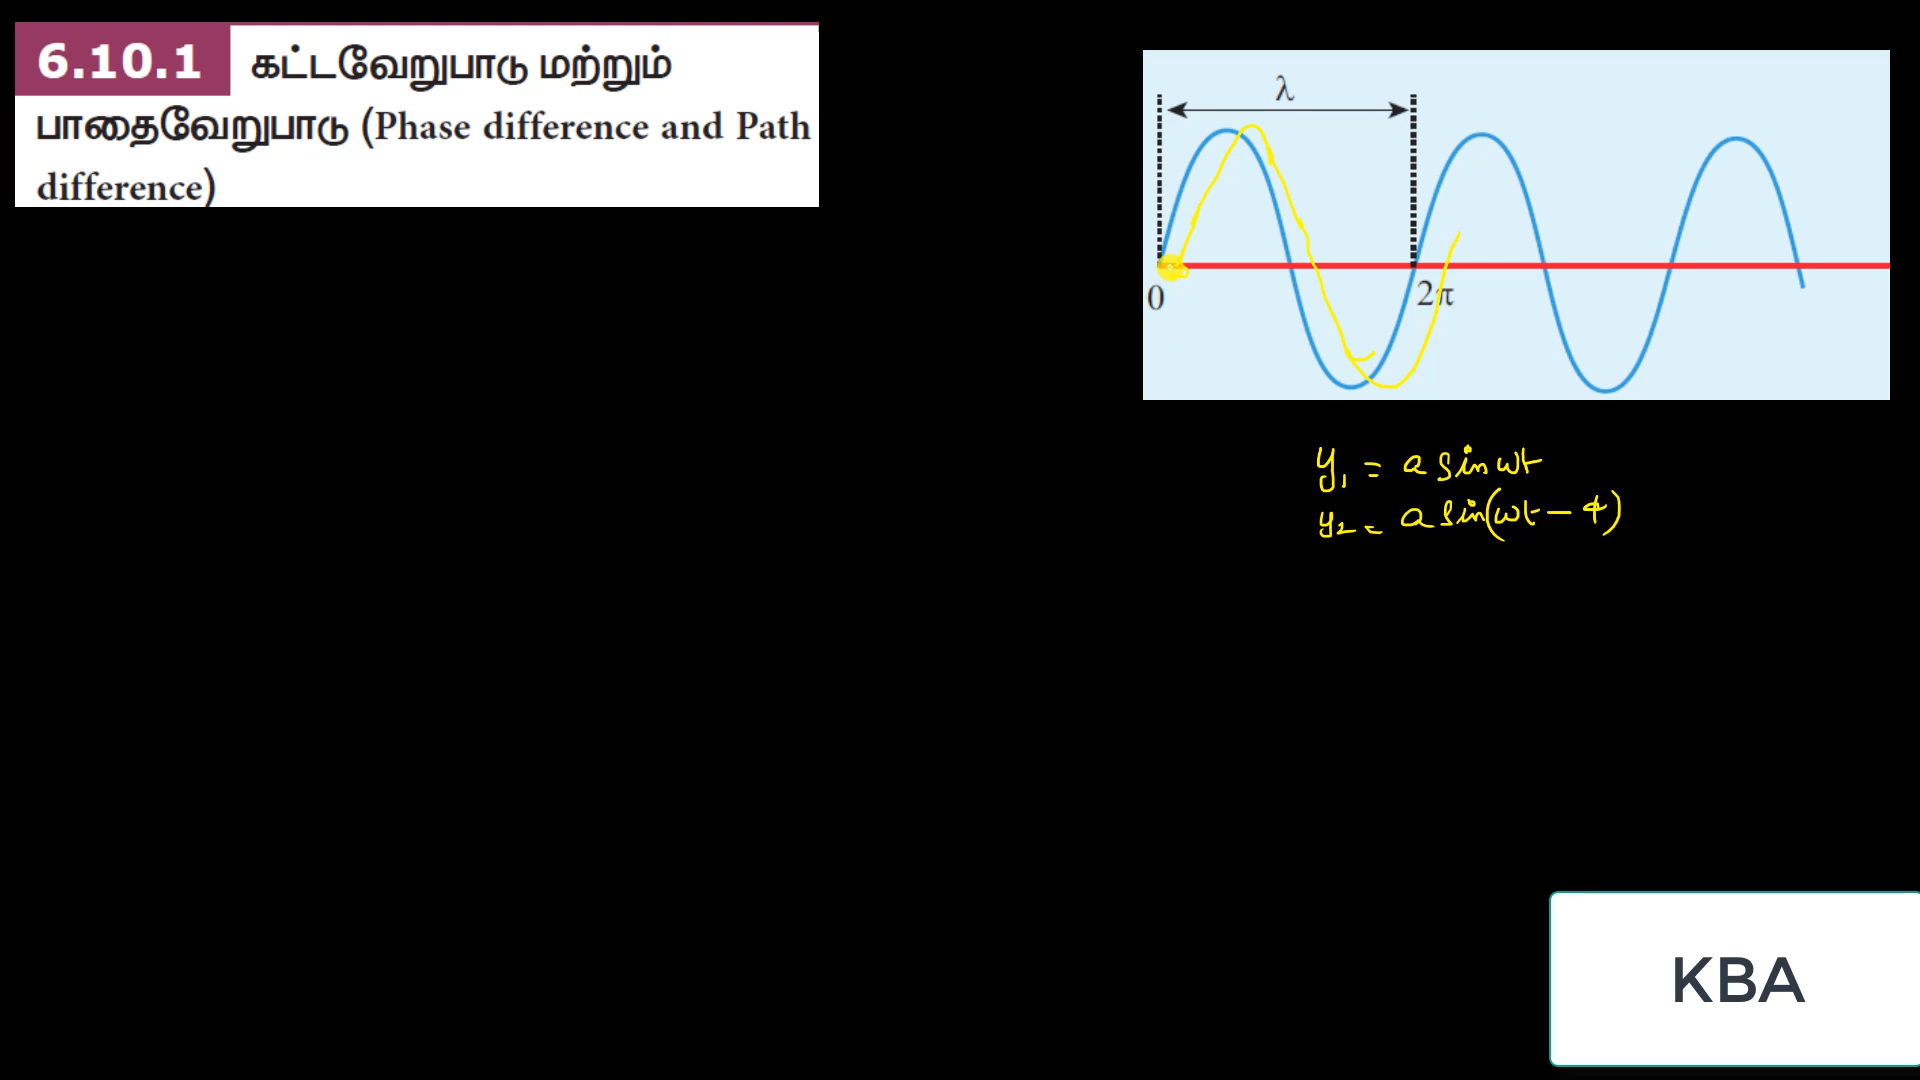 6.10.1 கட்டவேறுபாடு மற்றும்
பாதைவேறுபாடு (Phase difference and Path
difference)
λ
0
2π
y₁ = a sin ωt
y₂ = a sin(ωt – φ)
KBA